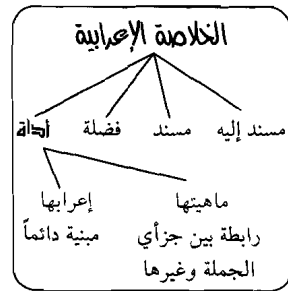 الخلاصة الإعرابية
مسند إليه مسند فضلة أداة
ماهيتها إعرابها
رابطة بين جزأي مبنية دائماً
الجملة وغيرها